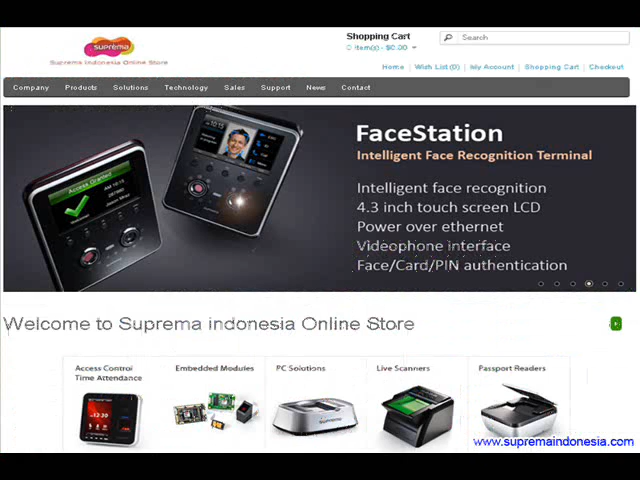 suprema
Suprema Indonesia Online Store
Shopping Cart
0 item(s) - $0.00
Search
Home
Wish List (0)
My Account
Shopping Cart
Checkout
Company
Products
Solutions
Technology
Sales
Support
News
Contact
Access Granted
FaceStation
Intelligent Face Recognition Terminal
Intelligent face recognition
4.3 inch touch screen LCD
Power over ethernet
Videophone interface
Face/Card/PIN authentication
Welcome to Suprema indonesia Online Store
Access Control
Time Attendance
Embedded Modules
PC Solutions
Live Scanners
Passport Readers
www.supremaindonesia.com